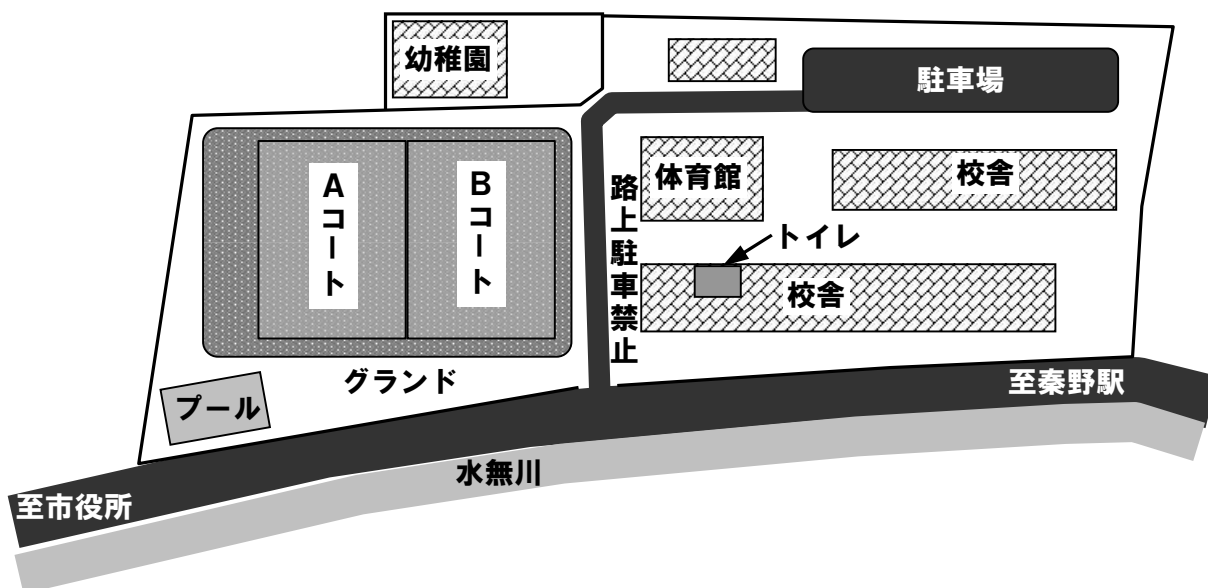 幼稚園
駐車場
Aコート
Bコート
路上駐車禁止
体育館
校舎
トイレ
校舎
グランド
プール
至秦野駅
水無川
至市役所